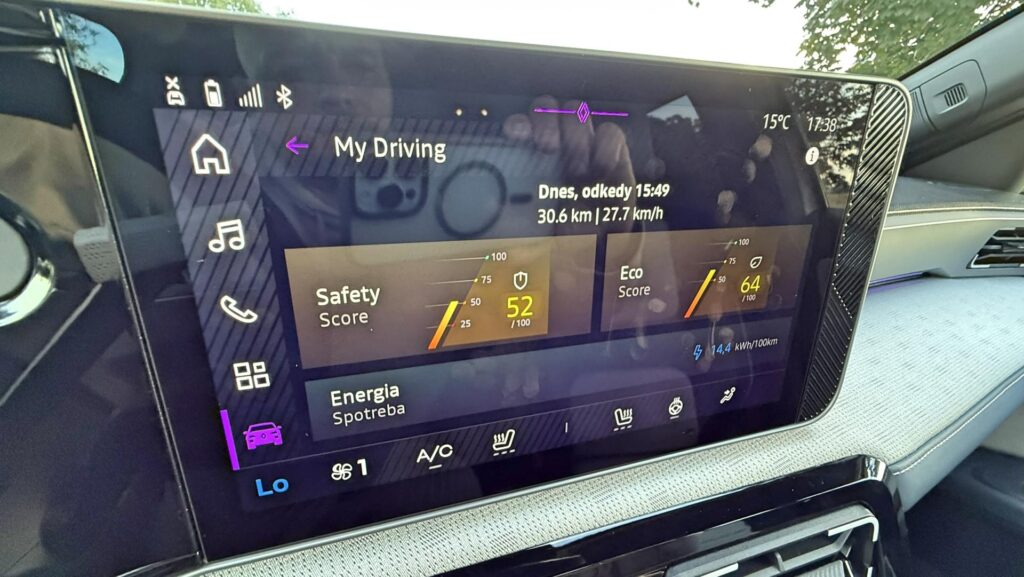 15°C 17:38
My Driving
Dnes, odkedy 15:49
30.6 km | 27.7 km/h
Safety
Score
100
75
50
25
52
/100
Eco
Score
100
75
50
64
/100
Energia
Spotreba
14,4 kWh/100km
Lo
1
A/C